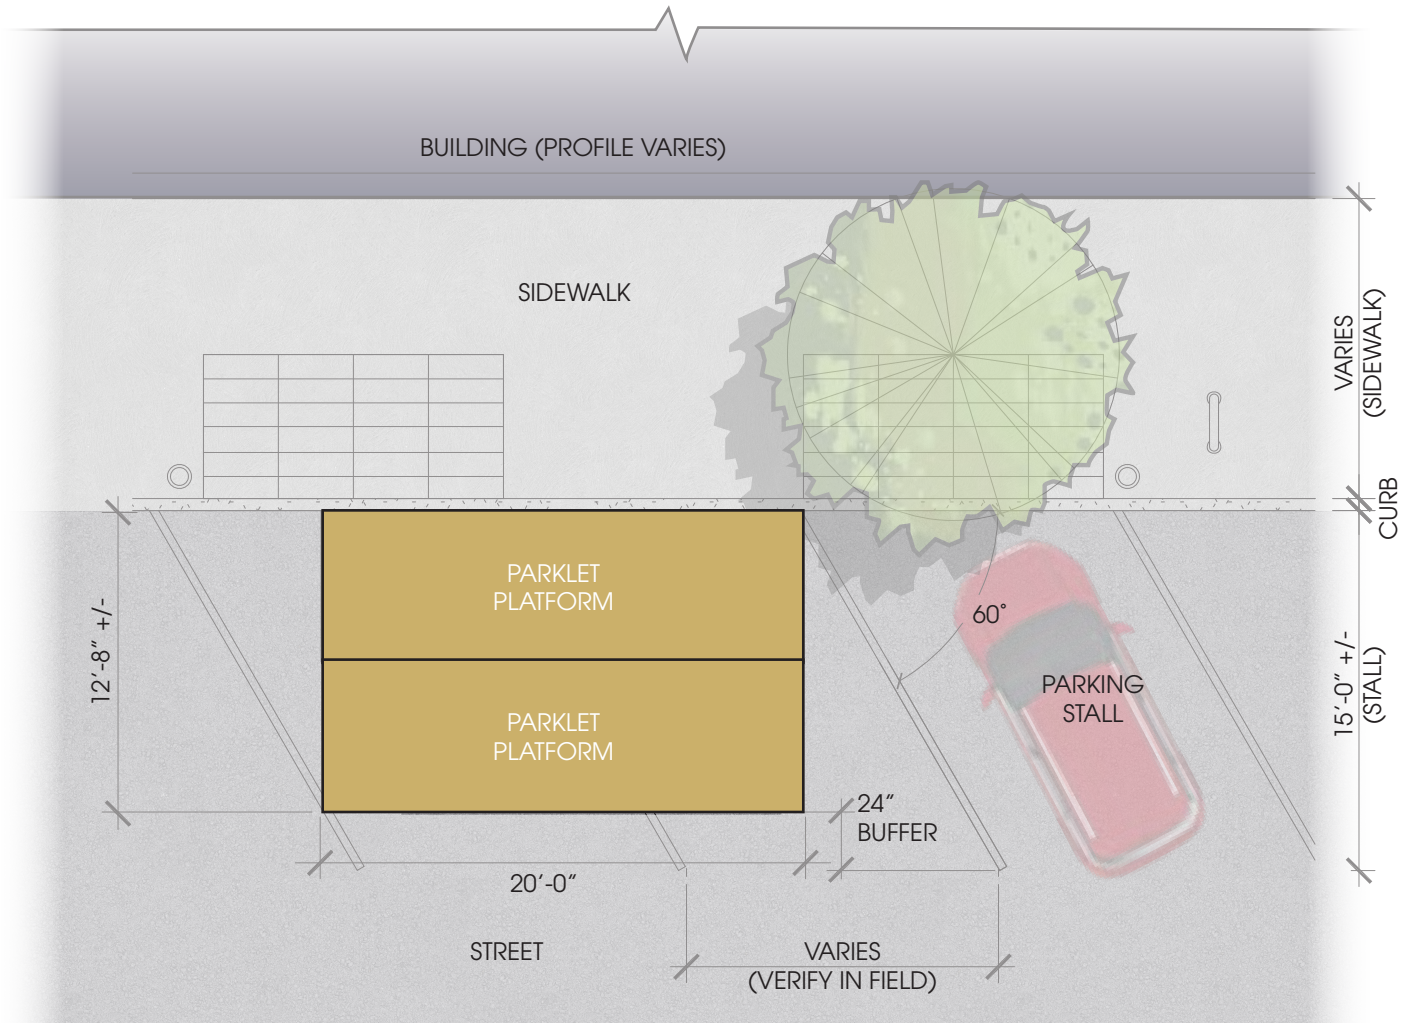 BUILDING (PROFILE VARIES)
SIDEWALK
VARIES
(SIDEWALK)
CURB
PARKLET
PLATFORM
60°
12′-8″ +/-
15′-0″ +/-
(STALL)
PARKING
STALL
PARKLET
PLATFORM
24″
BUFFER
20′-0″
STREET
VARIES
(VERIFY IN FIELD)